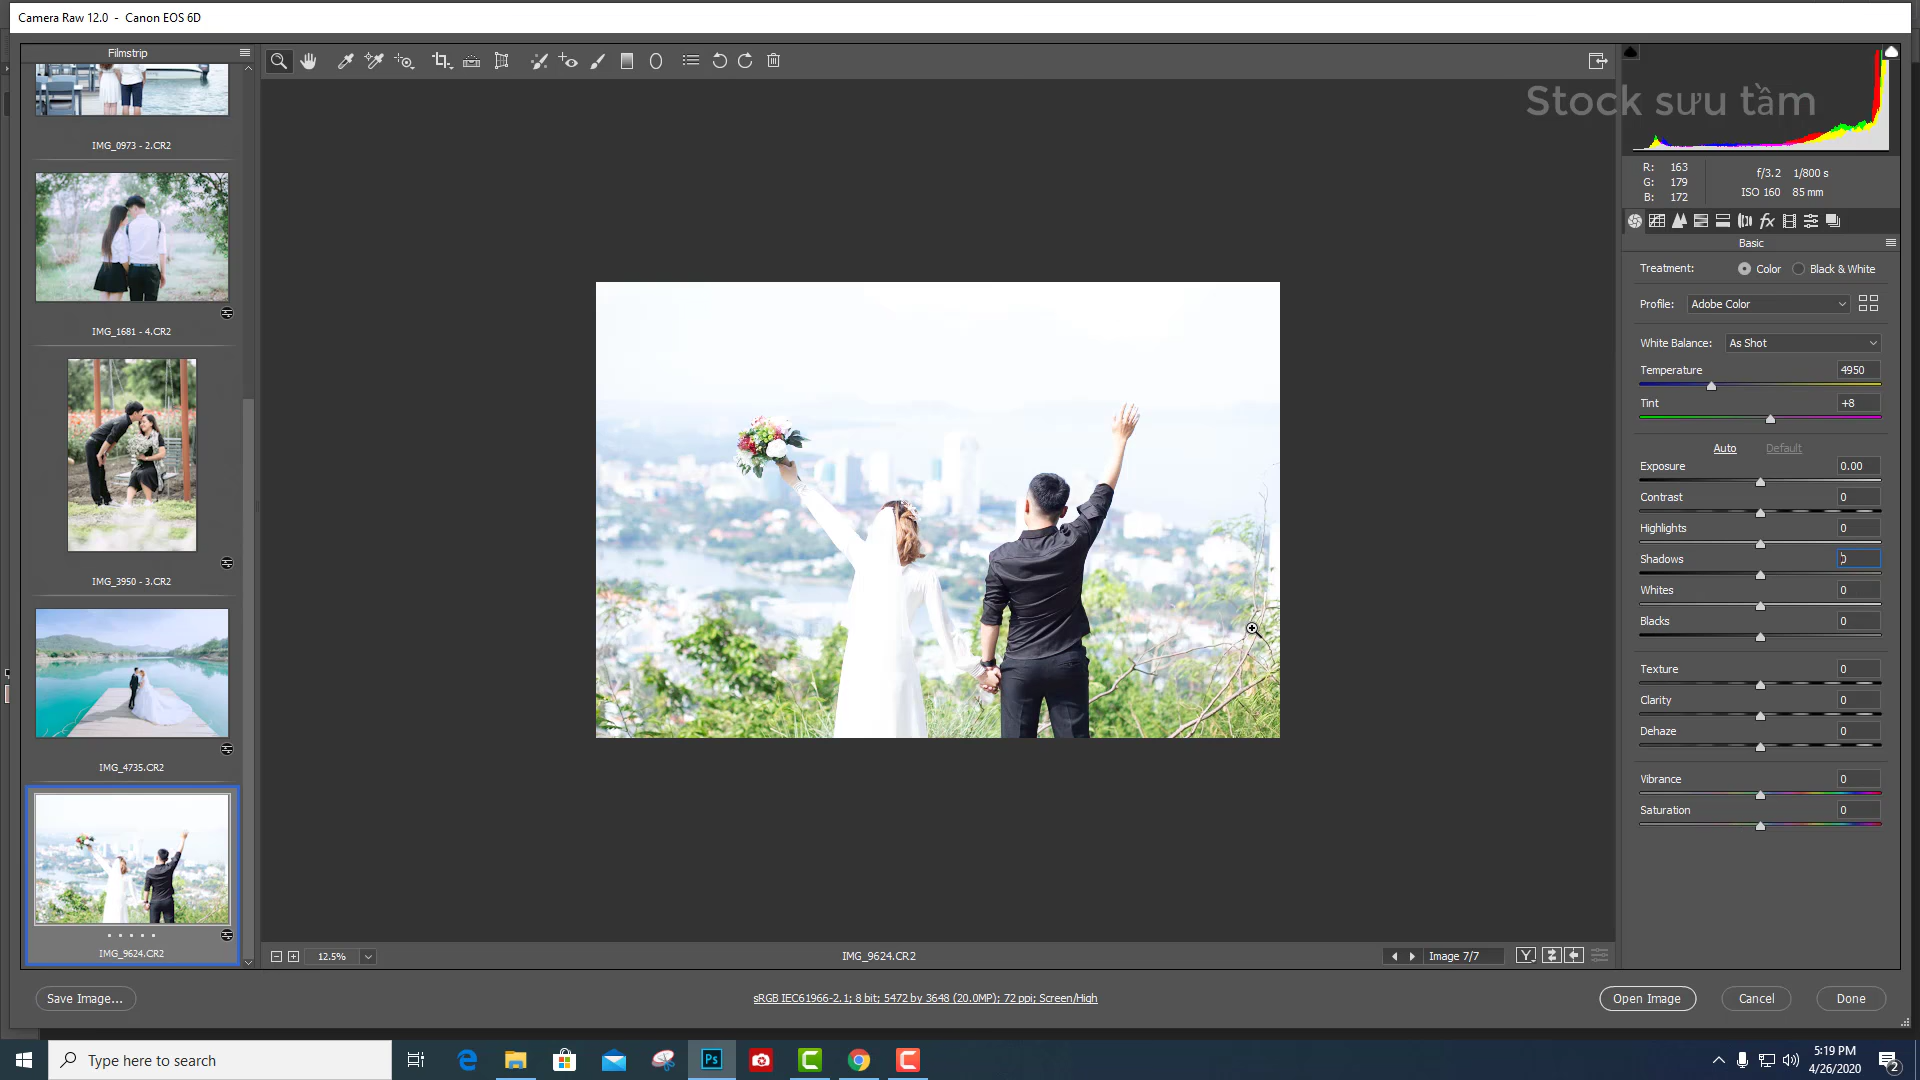 Camera Raw 12.0 - Canon EOS 6D
Filmstrip
IMG_0973 - 2.CR2
IMG_1681 - 4.CR2
IMG_3950 - 3.CR2
IMG_4735.CR2
IMG_9624.CR2
Save Image...
12.5%
IMG_9624.CR2
Image 7/7
Y
sRGB IEC61966-2.1; 8 bit; 5472 by 3648 (20.0MP); 72 ppi; Screen/High
Open Image
Cancel
Done
Stock sưu tầm
R: 163
G: 179
B: 172
f/3.2 1/800 s
ISO 160 85 mm
fx
Basic
Treatment: Color Black & White
Profile: Adobe Color
White Balance: As Shot
Temperature 4950
Tint +8
Auto Default
Exposure 0.00
Contrast 0
Highlights 0
Shadows 0
Whites 0
Blacks 0
Texture 0
Clarity 0
Dehaze 0
Vibrance 0
Saturation 0
Type here to search
Ps
5:19 PM
4/26/2020
2